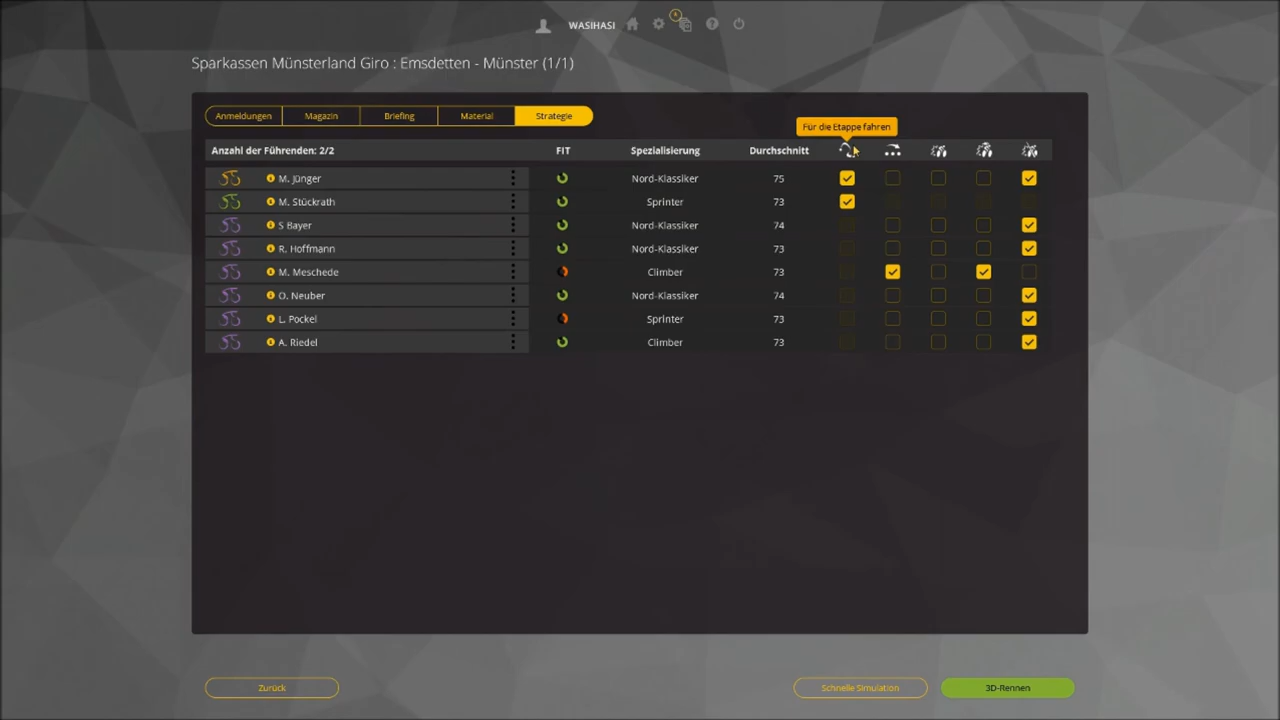 WASIHASI
Sparkassen Münsterland Giro : Emsdetten - Münster (1/1)
Anmeldungen Magazin Briefing Material Strategie
Für die Etappe fahren
Anzahl der Führenden: 2/2 FIT Spezialisierung Durchschnitt
M. Jünger Nord-Klassiker 75
M. Stückrath Sprinter 73
S Bayer Nord-Klassiker 74
R. Hoffmann Nord-Klassiker 73
M. Meschede Climber 73
O. Neuber Nord-Klassiker 74
L. Pockel Sprinter 73
A. Riedel Climber 73
Zurück Schnelle Simulation 3D-Rennen